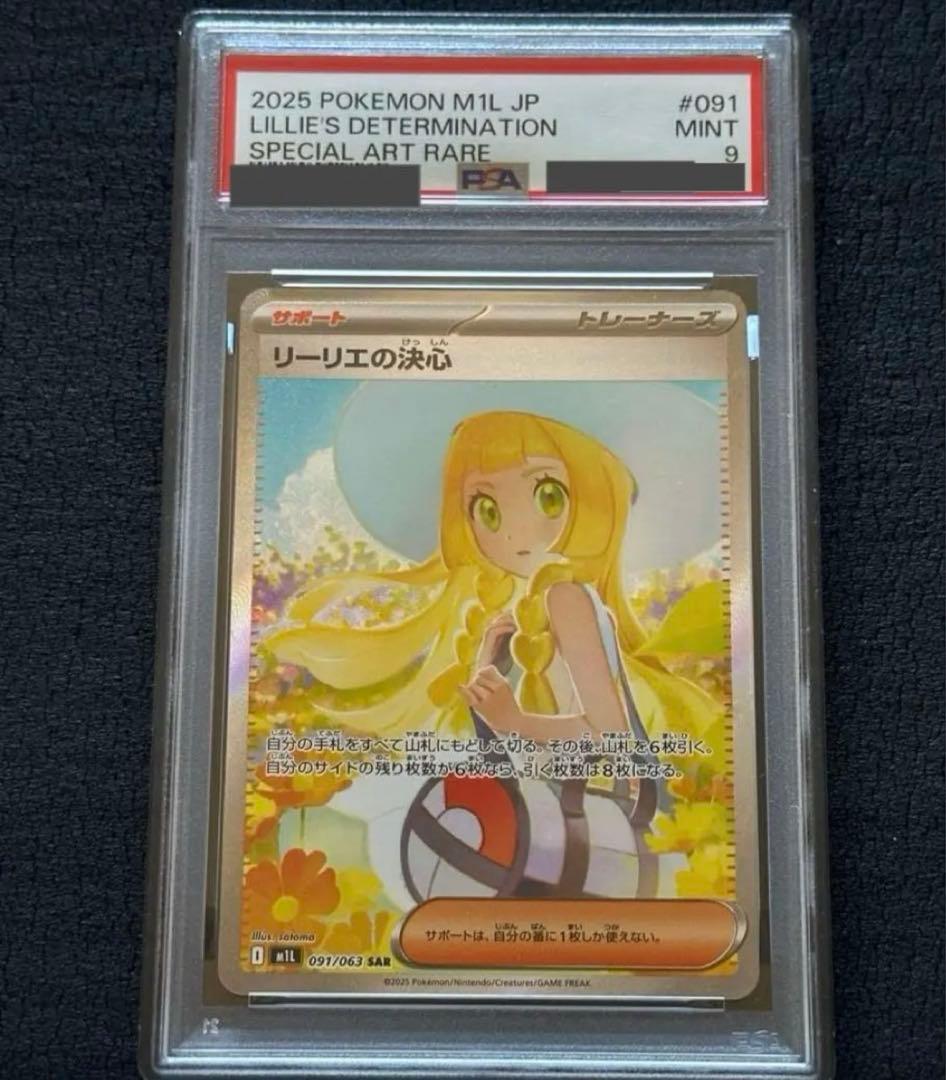 2025 POKEMON M1L JP #091
LILLIE'S DETERMINATION MINT
SPECIAL ART RARE 9
PSA
サポート トレーナーズ
リーリエの決心
自分の手札をすべて山札にもどして切る。その後、山札を6枚引く。
自分のサイドの残り枚数が6枚なら、引く枚数は8枚になる。
サポートは、自分の番に1枚しか使えない。
Illus. satoma
I M1L 091/063 SAR
©2025 Pokémon/Nintendo/Creatures/GAME FREAK